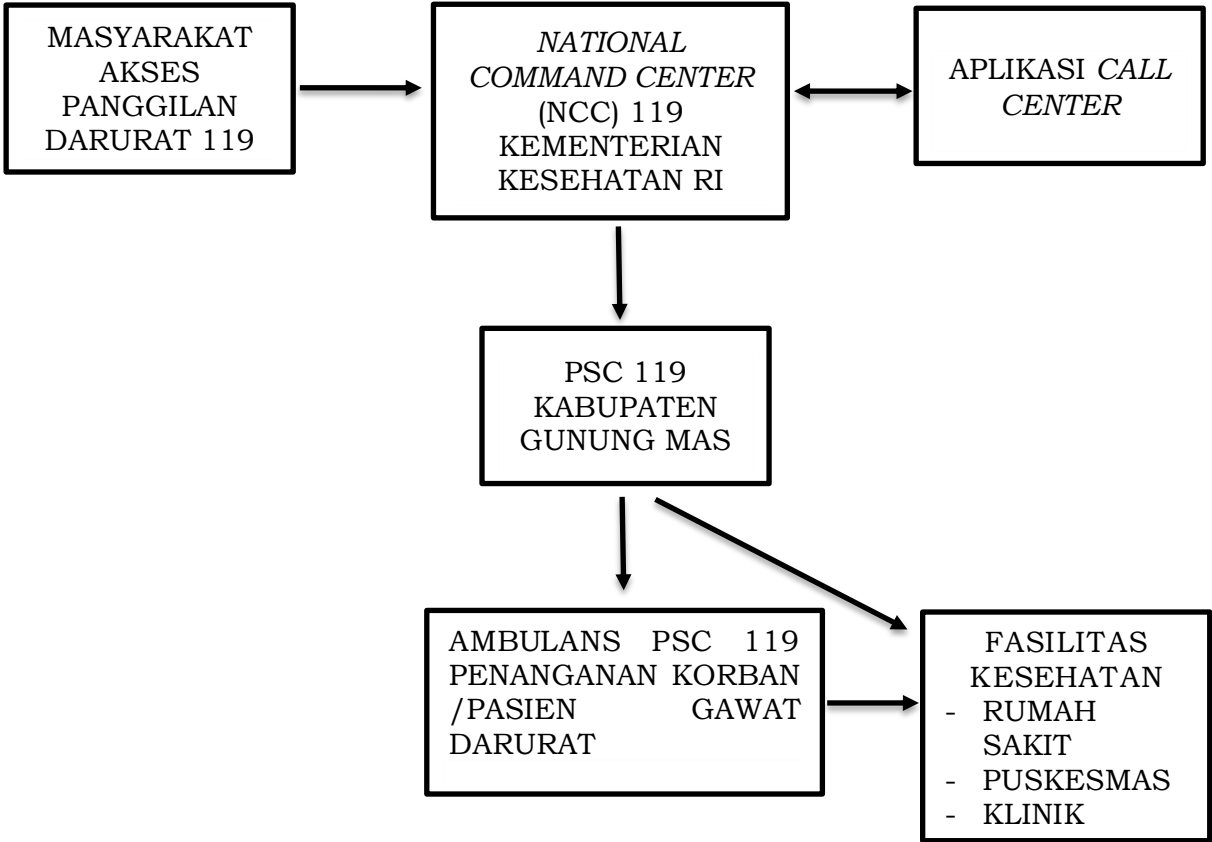 MASYARAKAT
AKSES
PANGGILAN
DARURAT 119
NATIONAL
COMMAND CENTER
(NCC) 119
KEMENTERIAN
KESEHATAN RI
APLIKASI CALL
CENTER
PSC 119
KABUPATEN
GUNUNG MAS
AMBULANS PSC 119
PENANGANAN KORBAN
/PASIEN GAWAT
DARURAT
FASILITAS
KESEHATAN
- RUMAH
SAKIT
- PUSKESMAS
- KLINIK